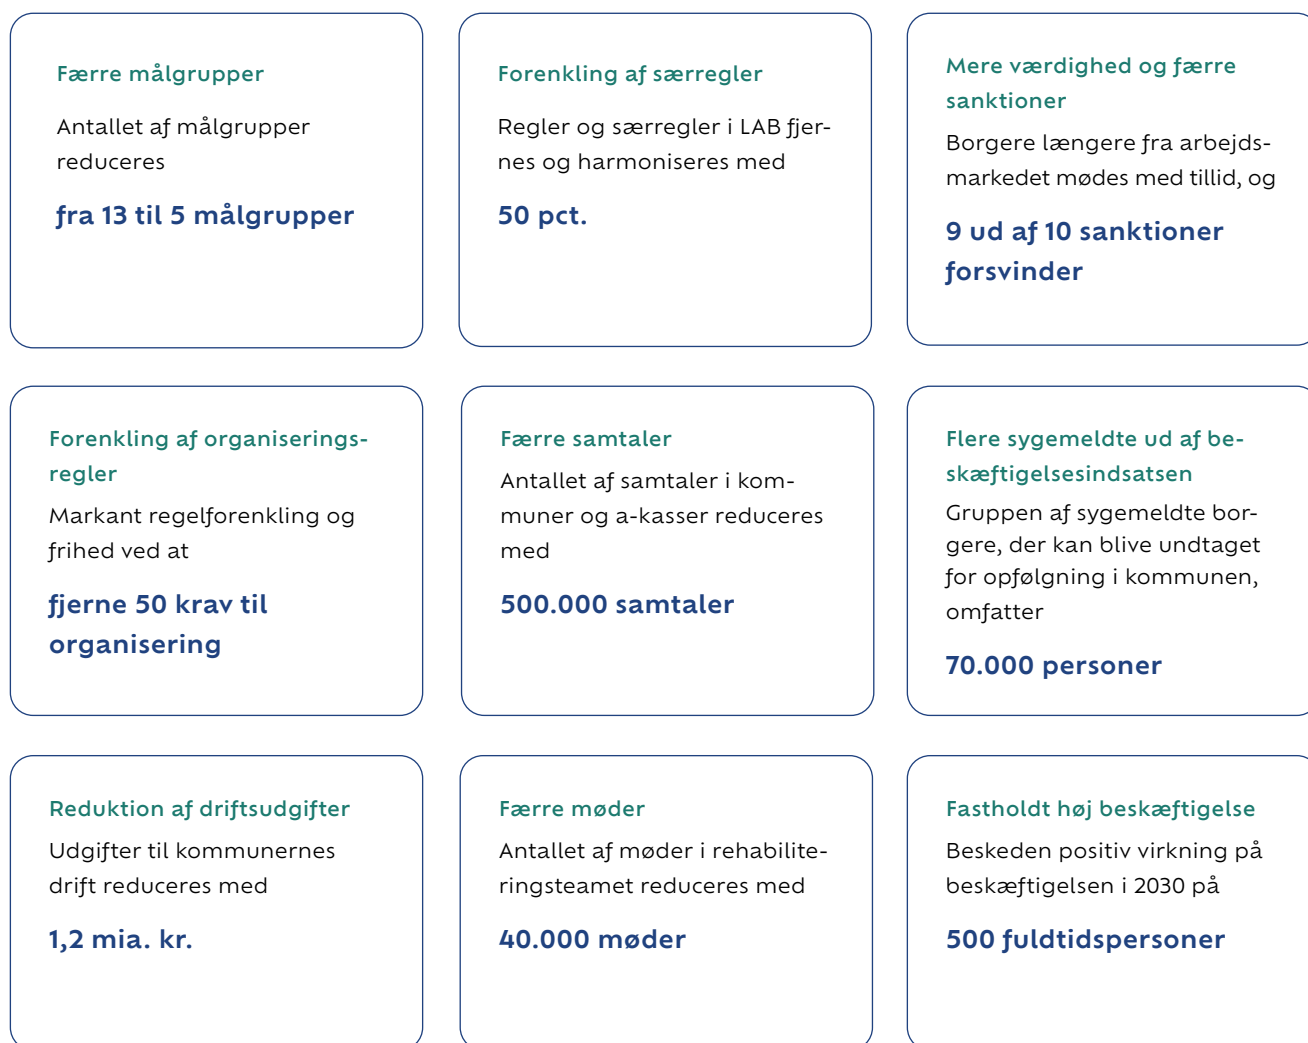 Færre målgrupper
Antallet af målgrupper
reduceres
fra 13 til 5 målgrupper
Forenkling af særregler
Regler og særregler i LAB fjer-
nes og harmoniseres med
50 pct.
Mere værdighed og færre
sanktioner
Borgere længere fra arbejds-
markedet mødes med tillid, og
9 ud af 10 sanktioner
forsvinder
Forenkling af organiserings-
regler
Markant regelforenkling og
frihed ved at
fjerne 50 krav til
organisering
Færre samtaler
Antallet af samtaler i kom-
muner og a-kasser reduceres
med
500.000 samtaler
Flere sygemeldte ud af be-
skæftigelsesindsatsen
Gruppen af sygemeldte bor-
gere, der kan blive undtaget
for opfølgning i kommunen,
omfatter
70.000 personer
Reduktion af driftsudgifter
Udgifter til kommunernes
drift reduceres med
1,2 mia. kr.
Færre møder
Antallet af møder i rehabilite-
ringsteamet reduceres med
40.000 møder
Fastholdt høj beskæftigelse
Beskeden positiv virkning på
beskæftigelsen i 2030 på
500 fuldtidspersoner